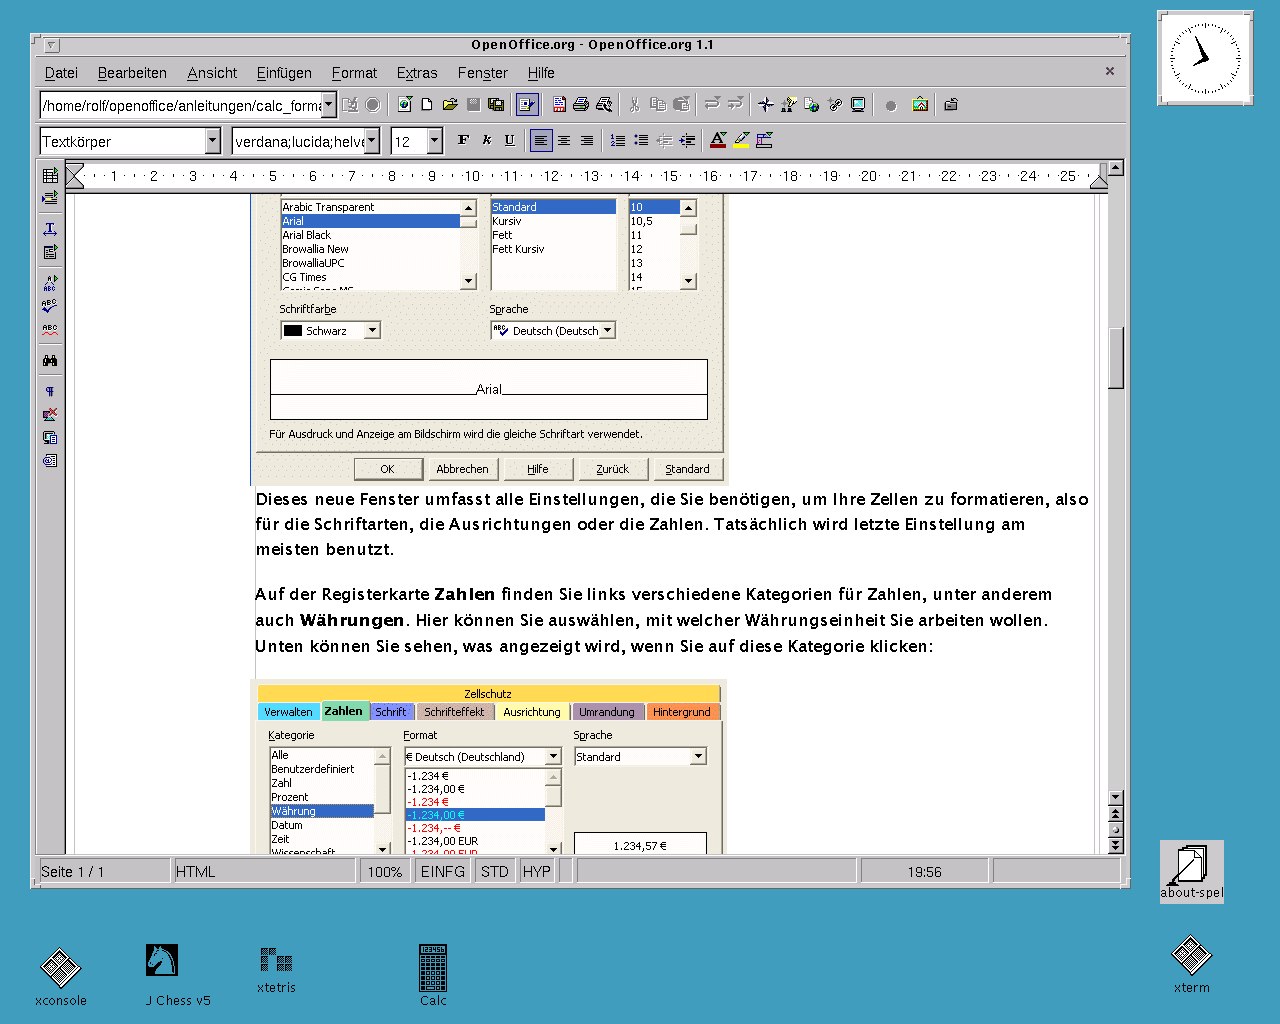 OpenOffice.org - OpenOffice.org 1.1
Datei Bearbeiten Ansicht Einfügen Format Extras Fenster Hilfe
/home/rolf/openoffice/anleitungen/calc_forma
Textkörper verdana;lucida;helve 12 F k U
1 2 3 4 5 6 7 8 9 10 11 12 13 14 15 16 17 18 19 20 21 22 23 24 25
Arabic Transparent Standard 10
Arial Kursiv 10,5
Arial Black Fett 11
Browallia New Fett Kursiv 12
BrowalliaUPC 13
CG Times 14
Schriftfarbe Sprache
Schwarz Deutsch (Deutsch
Arial
Für Ausdruck und Anzeige am Bildschirm wird die gleiche Schriftart verwendet.
OK Abbrechen Hilfe Zurück Standard
Dieses neue Fenster umfasst alle Einstellungen, die Sie benötigen, um Ihre Zellen zu formatieren, also
für die Schriftarten, die Ausrichtungen oder die Zahlen. Tatsächlich wird letzte Einstellung am
meisten benutzt.
Auf der Registerkarte Zahlen finden Sie links verschiedene Kategorien für Zahlen, unter anderem
auch Währungen. Hier können Sie auswählen, mit welcher Währungseinheit Sie arbeiten wollen.
Unten können Sie sehen, was angezeigt wird, wenn Sie auf diese Kategorie klicken:
Zellschutz
Verwalten Zahlen Schrift Schrifteffekt Ausrichtung Umrandung Hintergrund
Kategorie Format Sprache
Alle € Deutsch (Deutschland) Standard
Benutzerdefiniert -1.234 €
Zahl -1.234,00 €
Prozent -1.234 €
Währung -1.234,00 €
Datum -1.234,-- €
Zeit -1.234,00 EUR
Wissenschaft -1.234,00 EUR 1.234,57 €
Seite 1 / 1 HTML 100% EINFG STD HYP 19:56
about-spel
xconsole
J Chess v5
xtetris
Calc
xterm